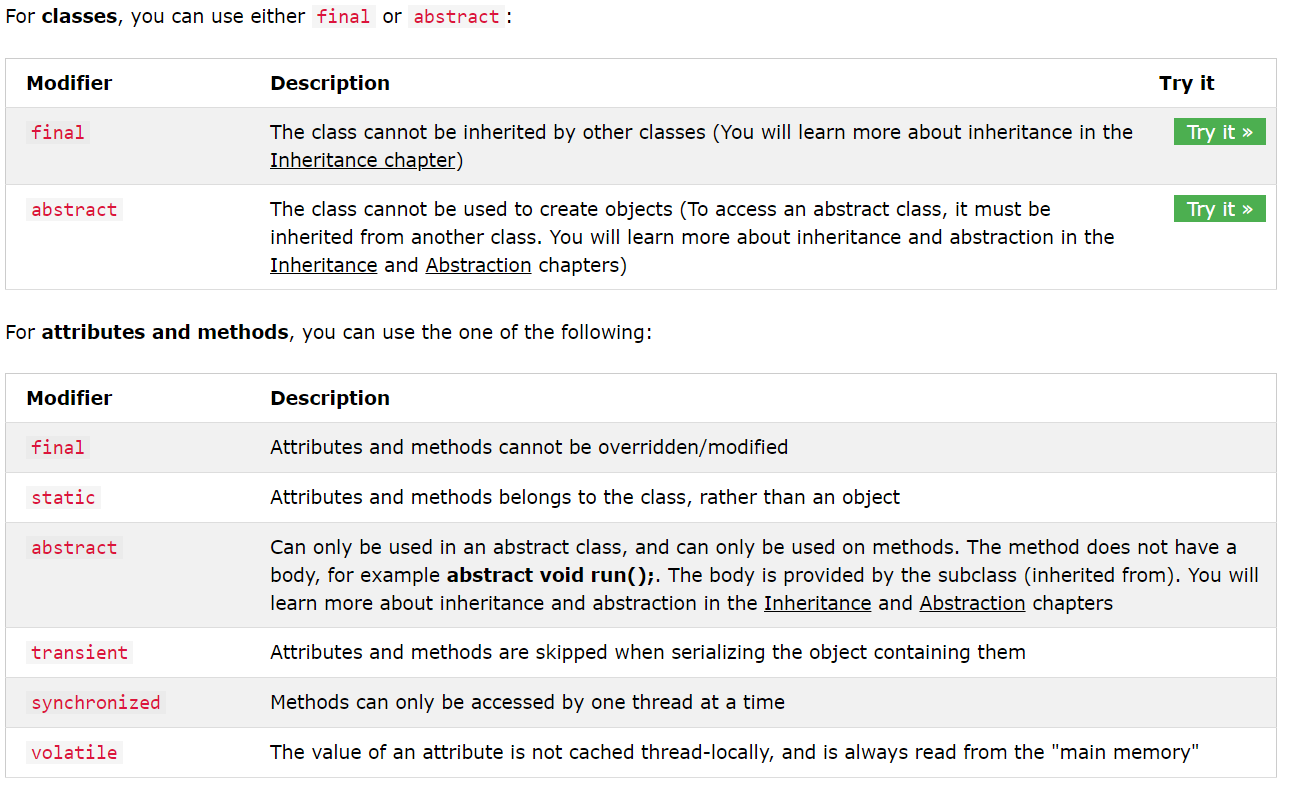 For classes, you can use either final or abstract:
Modifier Description Try it
final The class cannot be inherited by other classes (You will learn more about inheritance in the Try it »
Inheritance chapter)
abstract The class cannot be used to create objects (To access an abstract class, it must be Try it »
inherited from another class. You will learn more about inheritance and abstraction in the
Inheritance and Abstraction chapters)
For attributes and methods, you can use the one of the following:
Modifier Description
final Attributes and methods cannot be overridden/modified
static Attributes and methods belongs to the class, rather than an object
abstract Can only be used in an abstract class, and can only be used on methods. The method does not have a
body, for example abstract void run();. The body is provided by the subclass (inherited from). You will
learn more about inheritance and abstraction in the Inheritance and Abstraction chapters
transient Attributes and methods are skipped when serializing the object containing them
synchronized Methods can only be accessed by one thread at a time
volatile The value of an attribute is not cached thread-locally, and is always read from the "main memory"